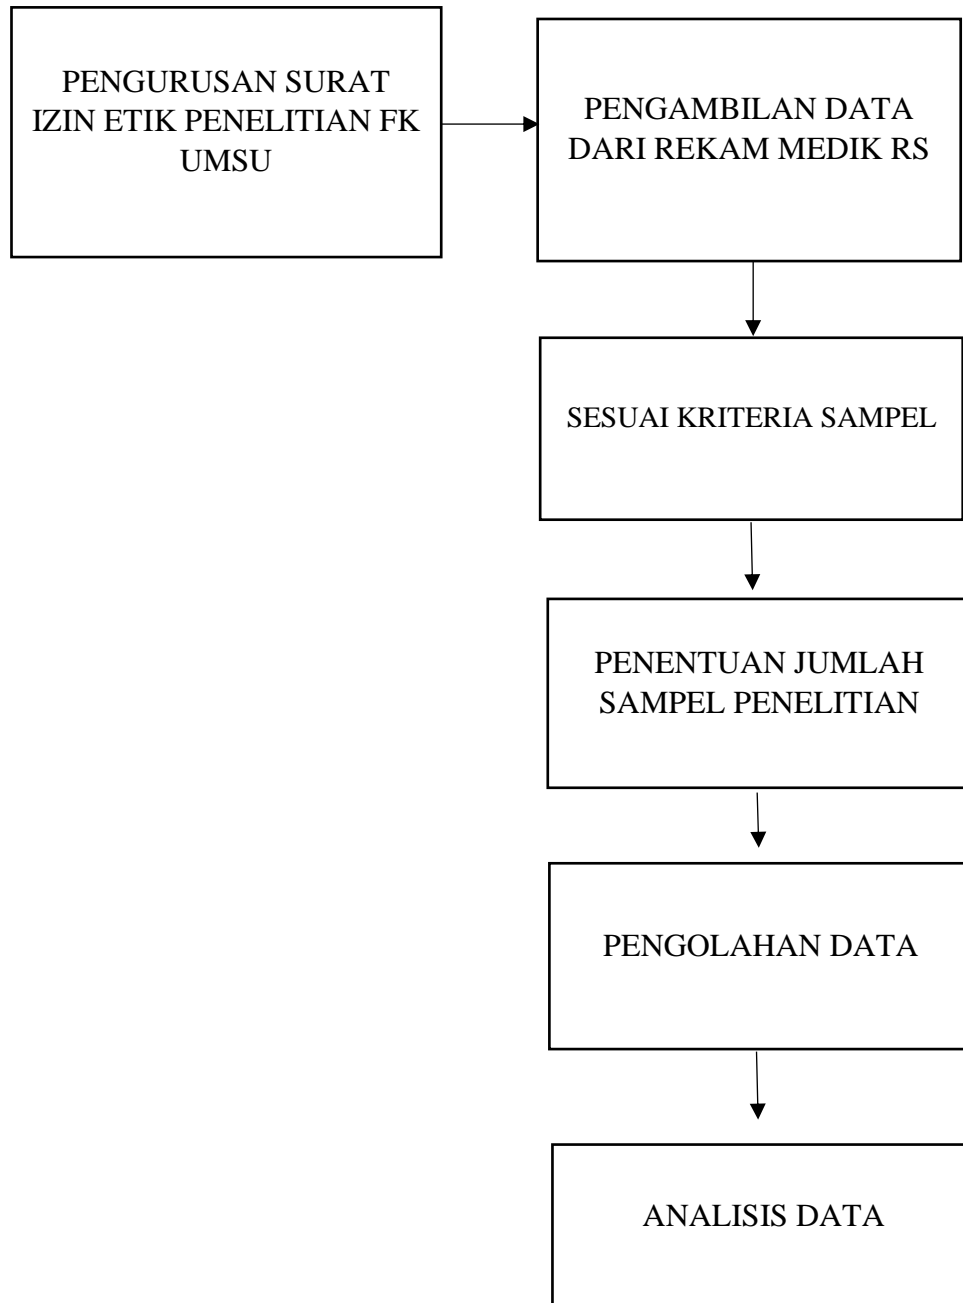 PENGURUSAN SURAT
IZIN ETIK PENELITIAN FK
UMSU
PENGAMBILAN DATA
DARI REKAM MEDIK RS
SESUAI KRITERIA SAMPEL
PENENTUAN JUMLAH
SAMPEL PENELITIAN
PENGOLAHAN DATA
ANALISIS DATA